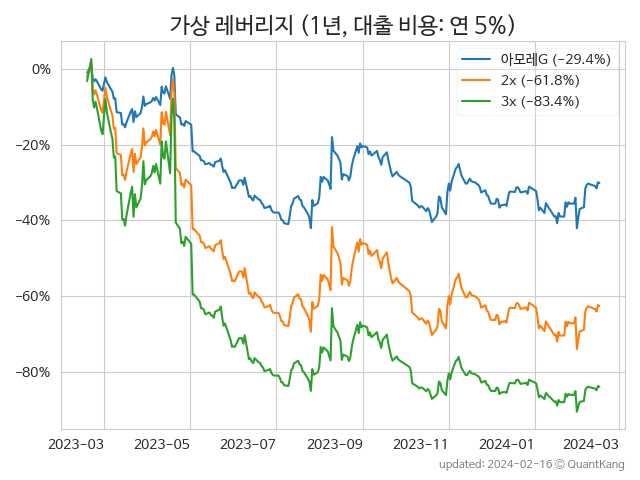 가상 레버리지 (1년, 대출 비용: 연 5%)
아모레G (−29.4%)
2x (−61.8%)
3x (−83.4%)
0%
−20%
−40%
−60%
−80%
2023-03 2023-05 2023-07 2023-09 2023-11 2024-01 2024-03
updated: 2024-02-16 © QuantKang